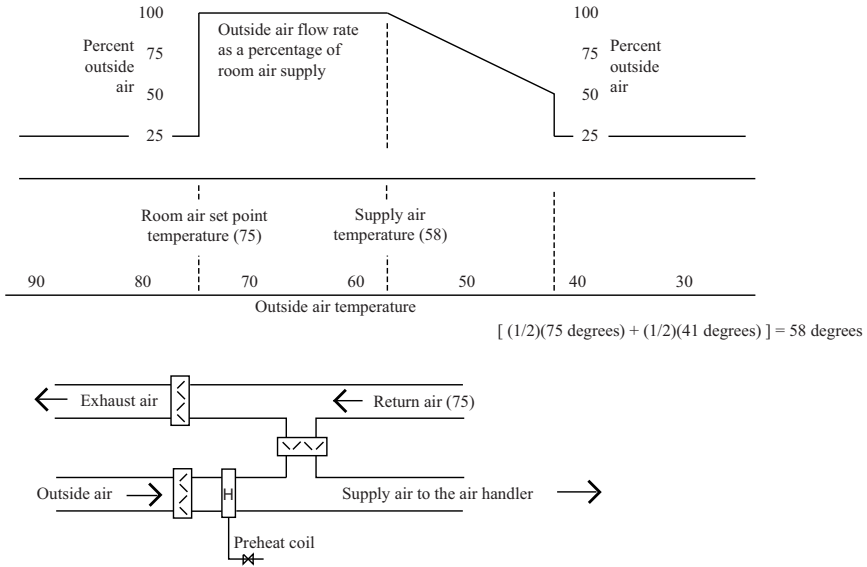 100
75
50
25
Percent
outside
air
Outside air flow rate
as a percentage of
room air supply
100
75
50
25
Percent
outside
air
Room air set point
temperature (75)
Supply air
temperature (58)
90 80 70 60 50 40 30
Outside air temperature
[ (1/2)(75 degrees) + (1/2)(41 degrees) ] = 58 degrees
Exhaust air
Return air (75)
Outside air
H
Supply air to the air handler
Preheat coil